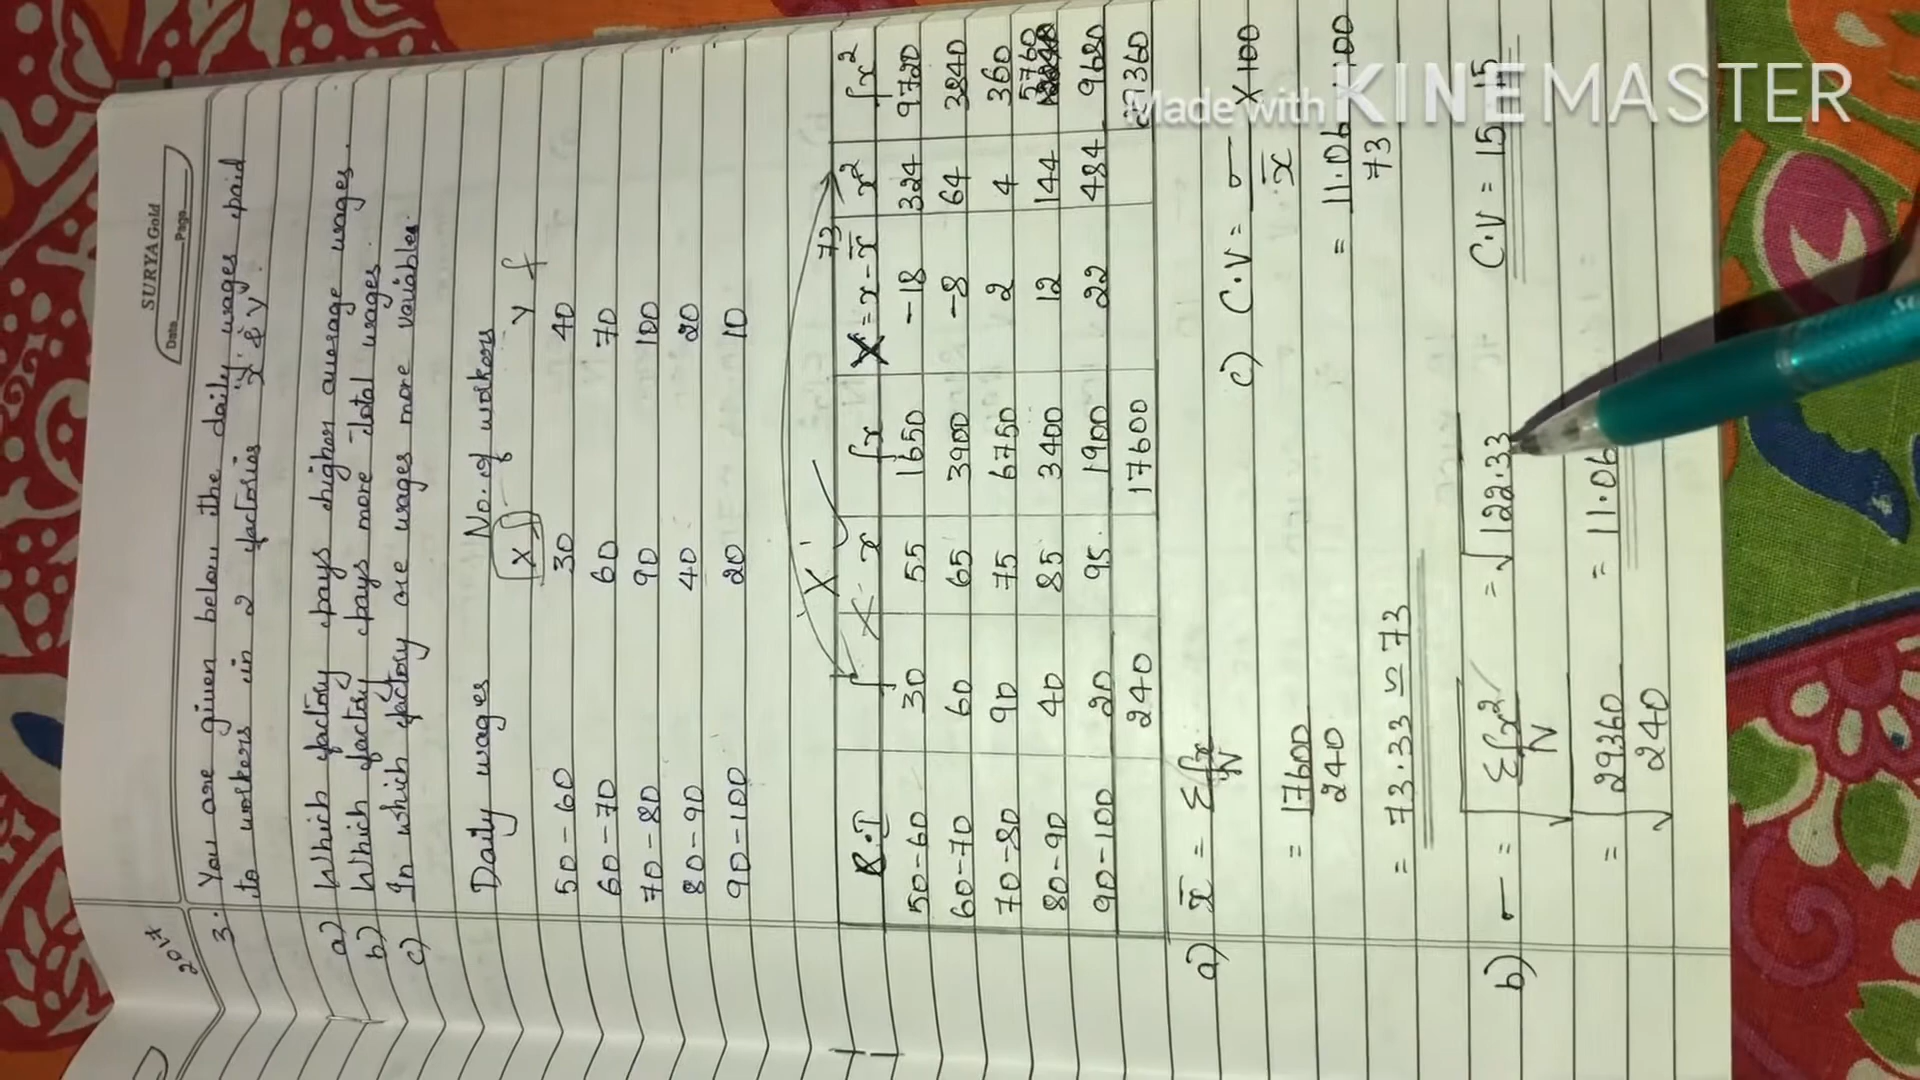 SURYA Gold
Date
Page
20 1x
3. You are given below the daily wages paid
to workers in 2 factories 'x' & Y
a) Which factory pays higher average wages.
b) Which factory pays more total wages.
c) In which factory are wages more variable.
Daily wages No. of workers
X f Y f
50-60 30 40
60-70 60 70
70-80 90 100
80-90 40 20
90-100 20 10
'X'
73
C.I f x fx X = x - x̄ x² fx²
50-60 30 55 1650 -18 324 9720
60-70 60 65 3900 -8 64 3840
70-80 90 75 6750 2 4 360
80-90 40 85 3400 12 144 5760
90-100 20 95 1900 22 484 9680
240 17600 29360
a) x̄ = Σfx/N
= 17600/240
= 73.33 ≌ 73
c) C.V = σ/x̄ X 100
= 11.06/73 X 100
C.V = 15.15
b) σ = √Σfx²/N = √122.33
= √29360/240 = 11.06
Made with KINEMASTER